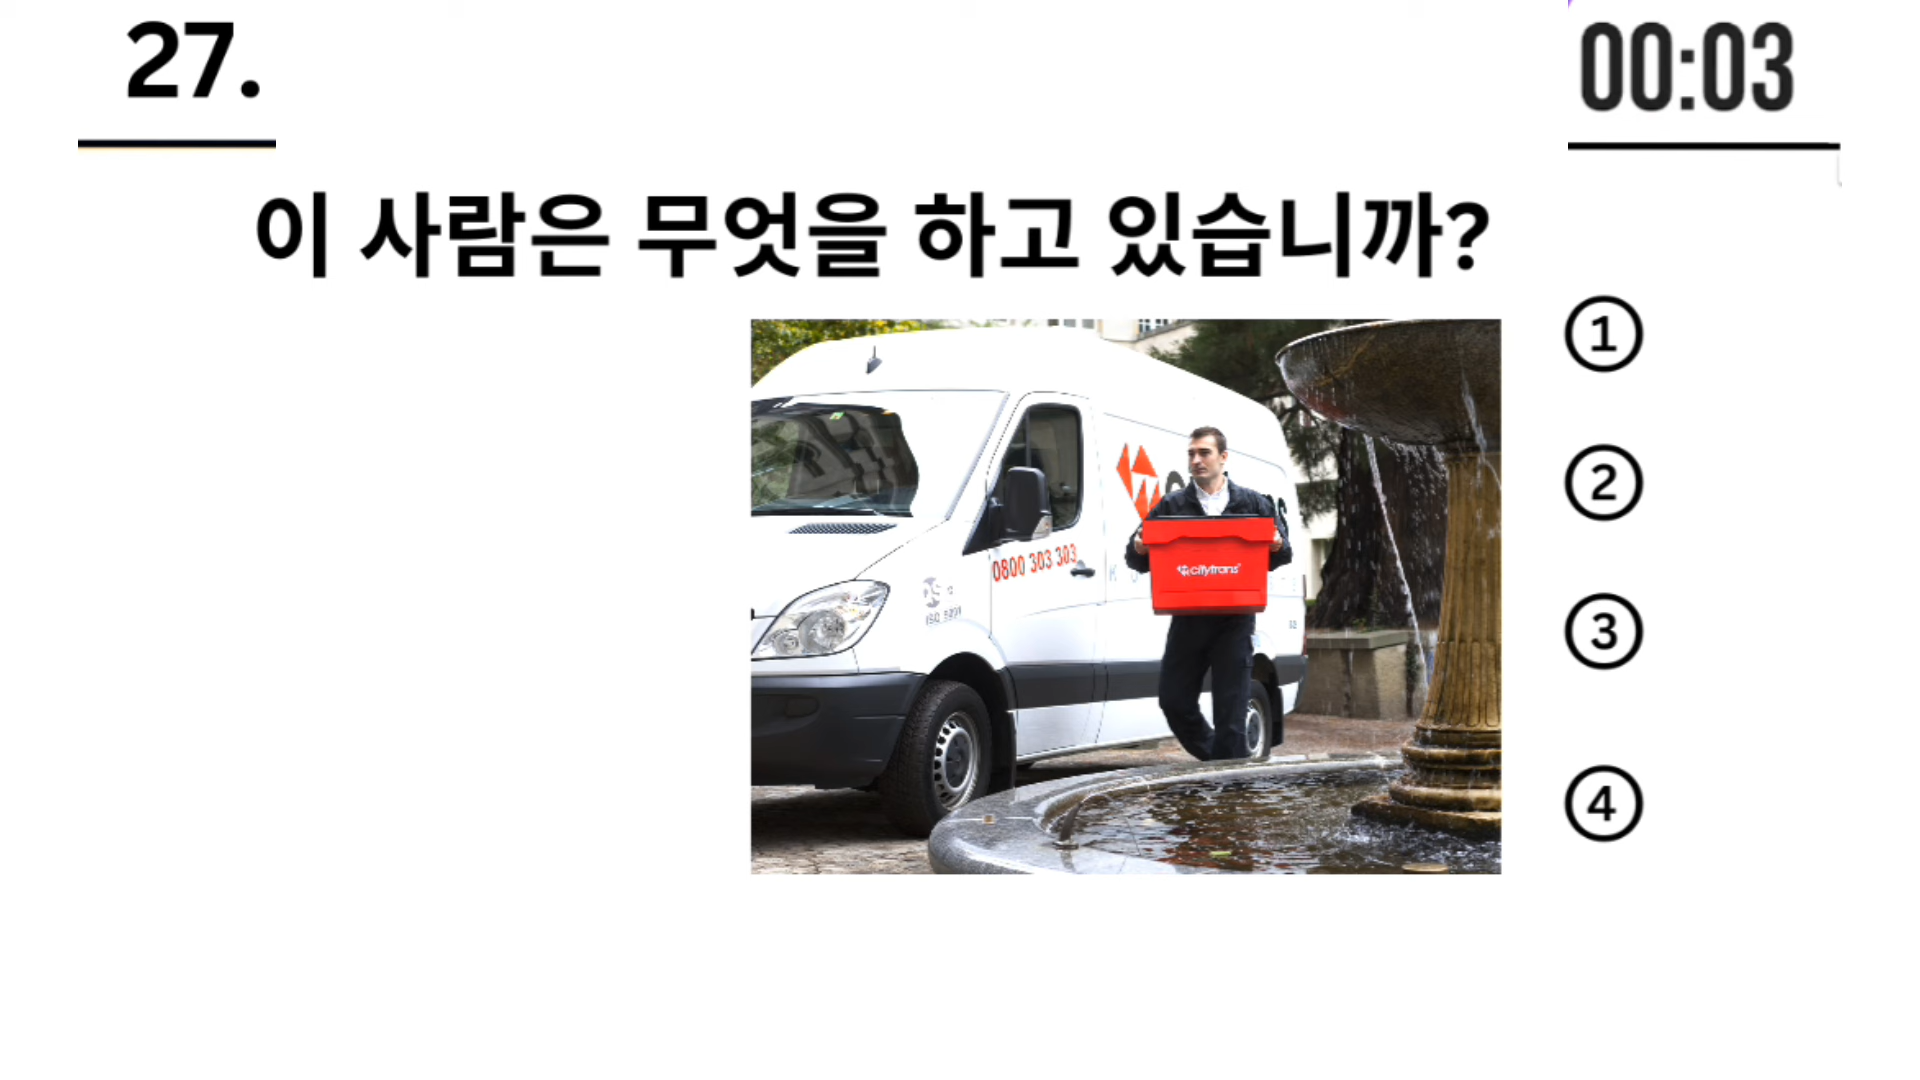 27.
00:03
이 사람은 무엇을 하고 있습니까?
①
②
③
④
0800 303 303
citytrans